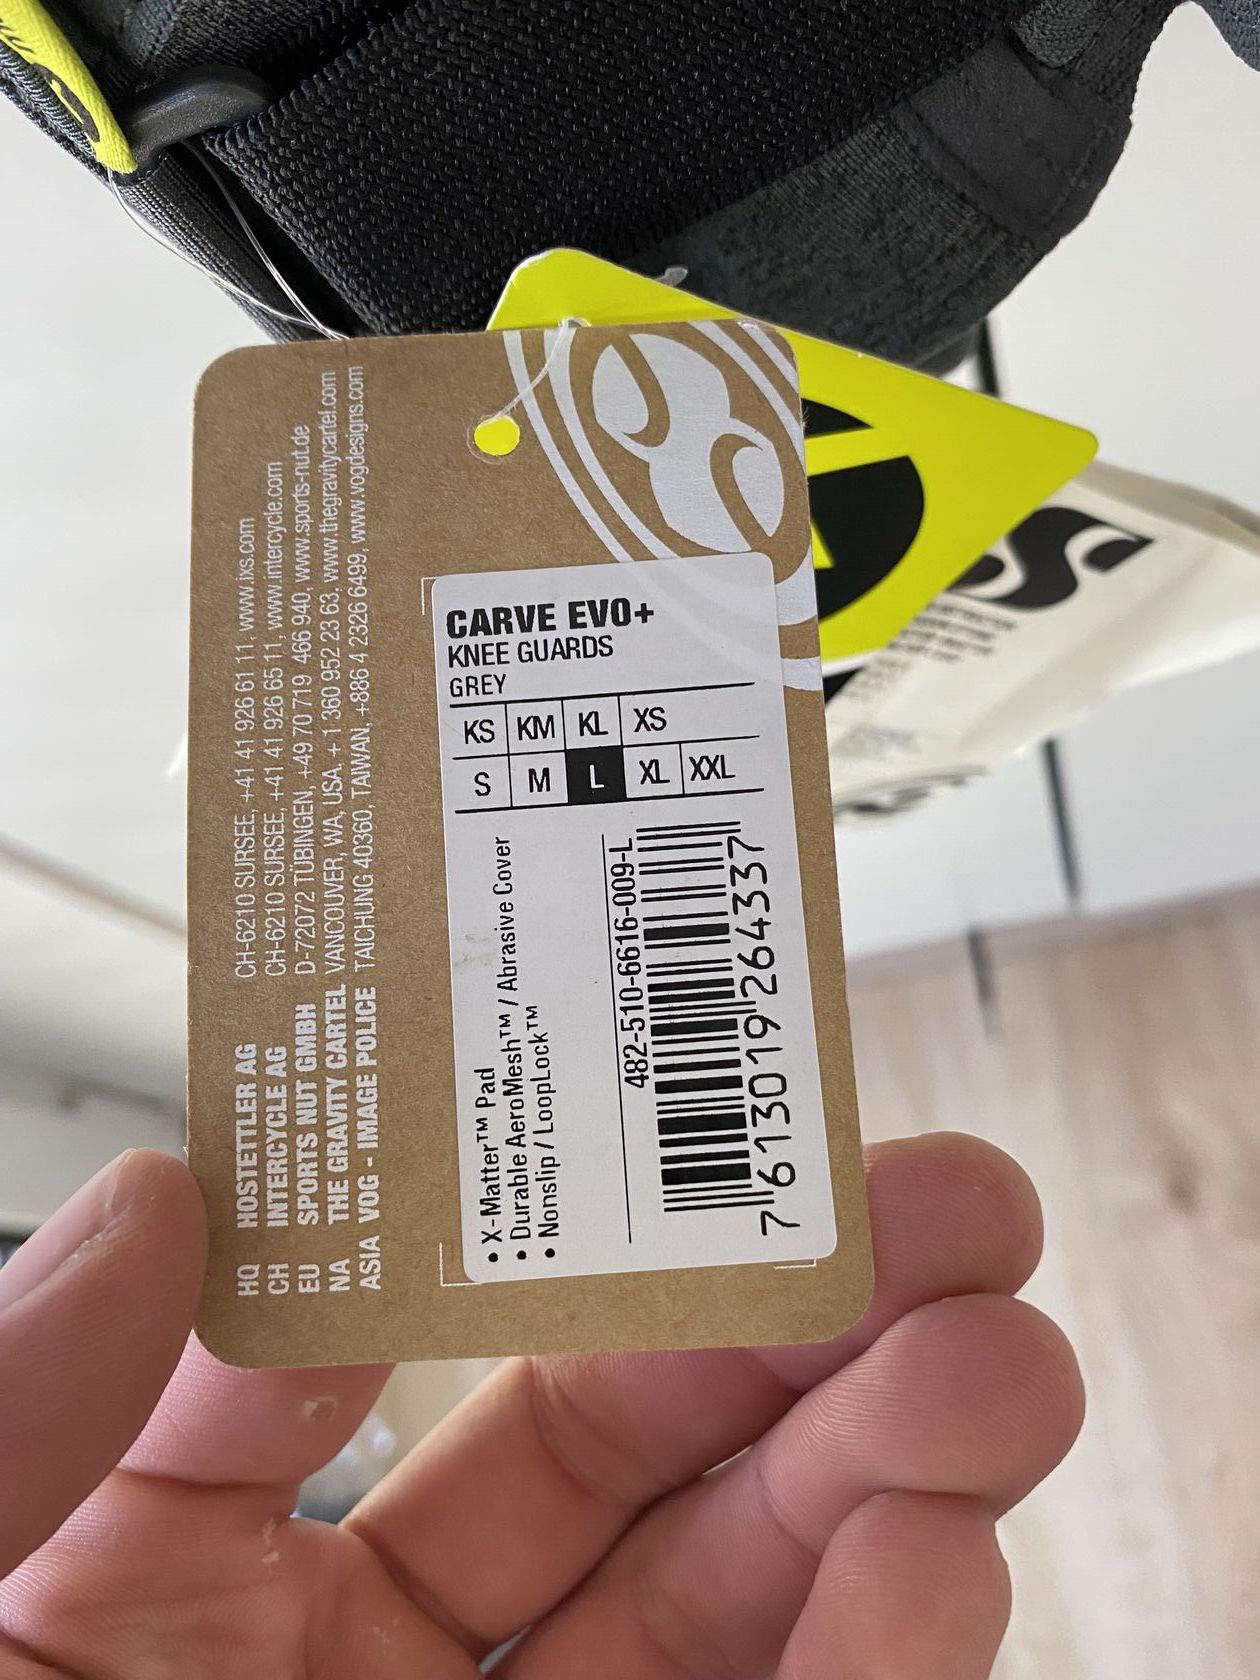 CARVE EVO+
KNEE GUARDS
GREY
KS KM KL XS
S M L XL XXL
• X-Matter™ Pad
• Durable AeroMesh™ / Abrasive Cover
• Nonslip / LoopLock™
482-510-6616-009-L
7 613019 264337
HQ HOSTETTLER AG CH-6210 SURSEE, +41 41 926 61 11, www.ixs.com
CH INTERCYCLE AG CH-6210 SURSEE, +41 41 926 65 11, www.intercycle.com
EU SPORTS NUT GMBH D-72072 TÜBINGEN, +49 70 719 466 940, www.sports-nut.de
NA THE GRAVITY CARTEL VANCOUVER, WA, USA, + 1 360 952 23 63, www.thegravitycartel.com
ASIA VOG - IMAGE POLICE TAICHUNG 40360, TAIWAN, +886 4 2326 6499, www.vogdesigns.com